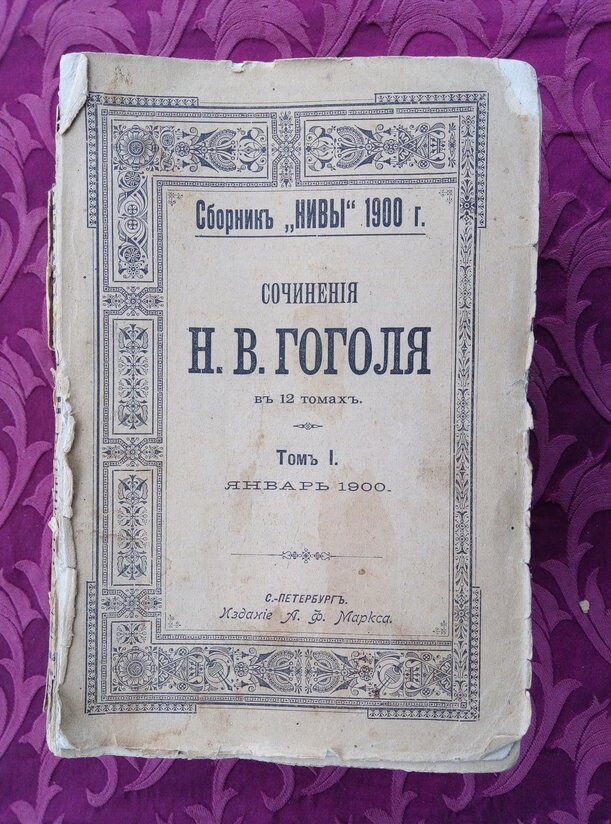 Сборникъ „НИВЫ“ 1900 г.
СОЧИНЕНІЯ
Н. В. ГОГОЛЯ
въ 12 томахъ.
Томъ I.
ЯНВАРЬ 1900.
С.-ПЕТЕРБУРГЪ.
Изданіе А. Ф. Маркса.